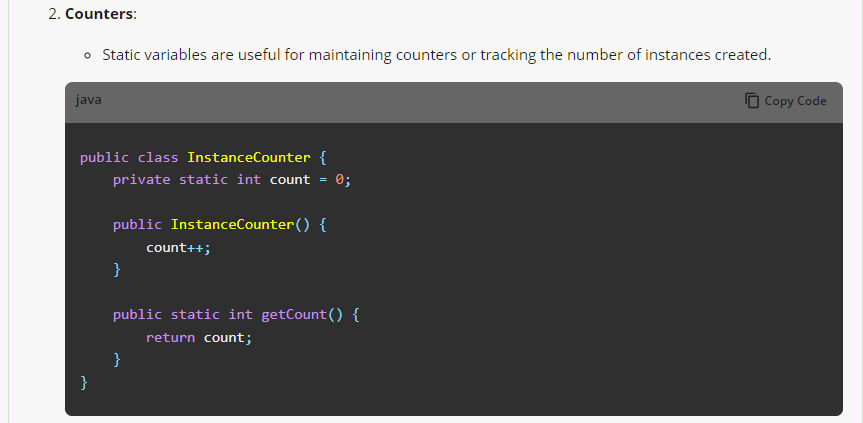 2. Counters:
Static variables are useful for maintaining counters or tracking the number of instances created.
java
Copy Code
public class InstanceCounter {
    private static int count = 0;
    public InstanceCounter() {
        count++;
    }
    public static int getCount() {
        return count;
    }
}